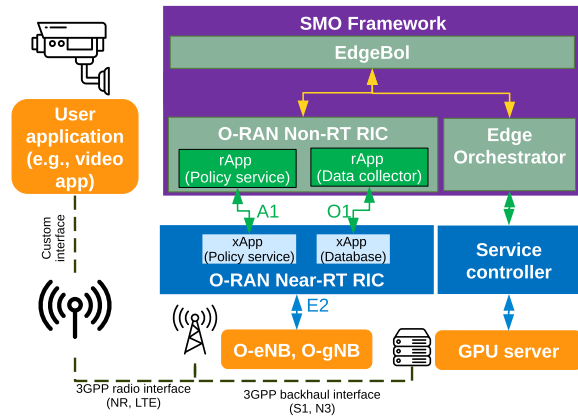 SMO Framework
EdgeBol
User
application
(e.g., video
app)
O-RAN Non-RT RIC
rApp
(Policy service)
rApp
(Data collector)
Edge
Orchestrator
A1
O1
Custom
interface
xApp
(Policy service)
xApp
(Database)
O-RAN Near-RT RIC
Service
controller
E2
O-eNB, O-gNB
GPU server
3GPP radio interface
(NR, LTE)
3GPP backhaul interface
(S1, N3)